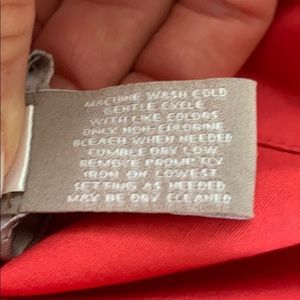 MACHINE WASH COLD
GENTLE CYCLE
WITH LIKE COLORS
ONLY NON-CHLORINE
BLEACH WHEN NEEDED
TUMBLE DRY LOW
REMOVE PROMPTLY
IRON ON LOWEST
SETTING AS NEEDED
MAY BE DRY CLEANED